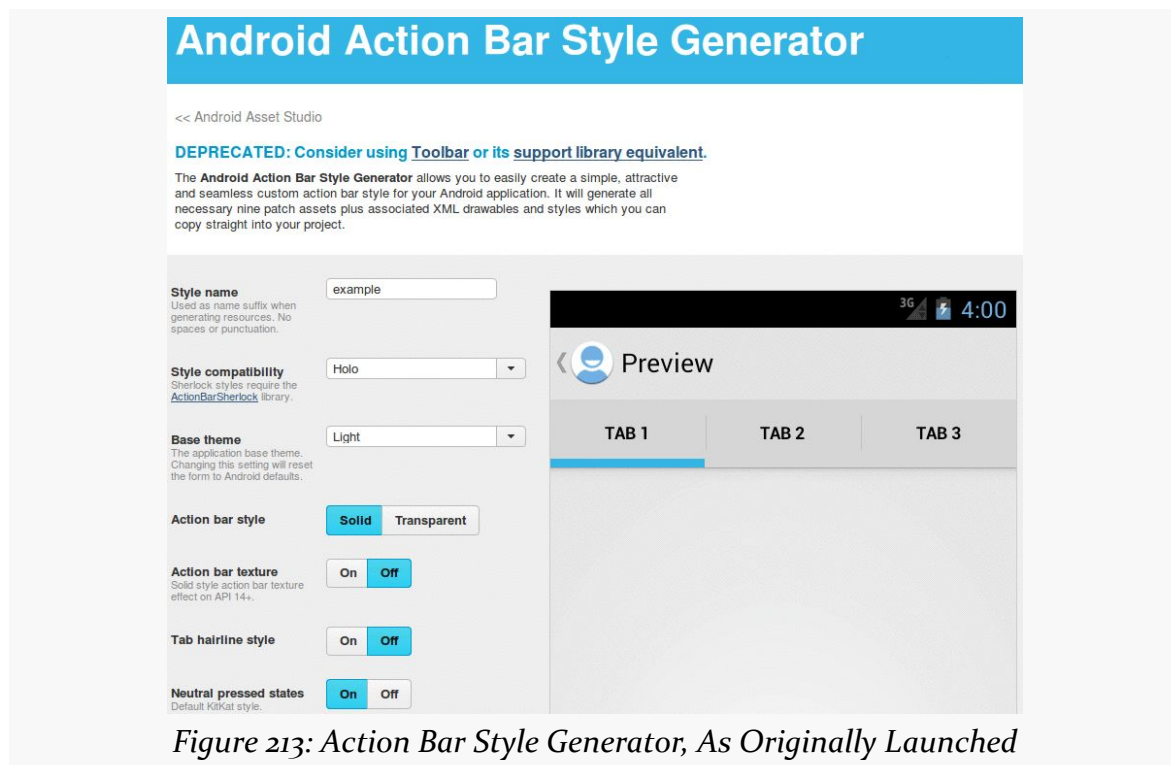 Android Action Bar Style Generator
<< Android Asset Studio
DEPRECATED: Consider using Toolbar or its support library equivalent.
The Android Action Bar Style Generator allows you to easily create a simple, attractive
and seamless custom action bar style for your Android application. It will generate all
necessary nine patch assets plus associated XML drawables and styles which you can
copy straight into your project.
Style name
Used as name suffix when
generating resources. No
spaces or punctuation.
example
Style compatibility
Sherlock styles require the
ActionBarSherlock library.
Holo
Base theme
The application base theme.
Changing this setting will reset
the form to Android defaults.
Light
Action bar style
Solid Transparent
Action bar texture
Solid style action bar texture
effect on API 14+.
On Off
Tab hairline style
On Off
Neutral pressed states
Default KitKat style.
On Off
3G 4:00
Preview
TAB 1 TAB 2 TAB 3
Figure 213: Action Bar Style Generator, As Originally Launched